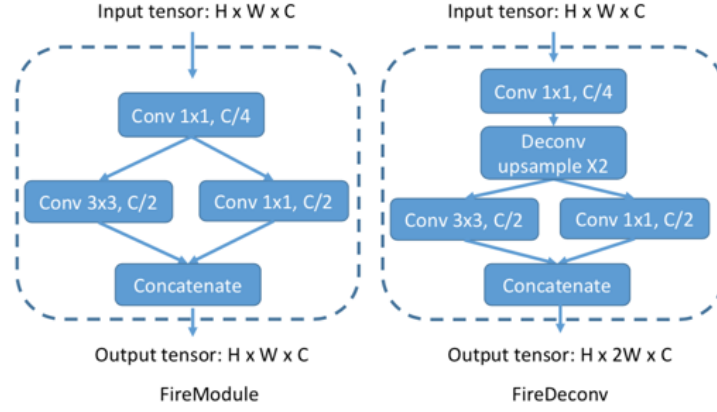 Input tensor: H x W x C
Conv 1x1, C/4
Conv 3x3, C/2
Conv 1x1, C/2
Concatenate
Output tensor: H x W x C
FireModule
Input tensor: H x W x C
Conv 1x1, C/4
Deconv
upsample X2
Conv 3x3, C/2
Conv 1x1, C/2
Concatenate
Output tensor: H x 2W x C
FireDeconv